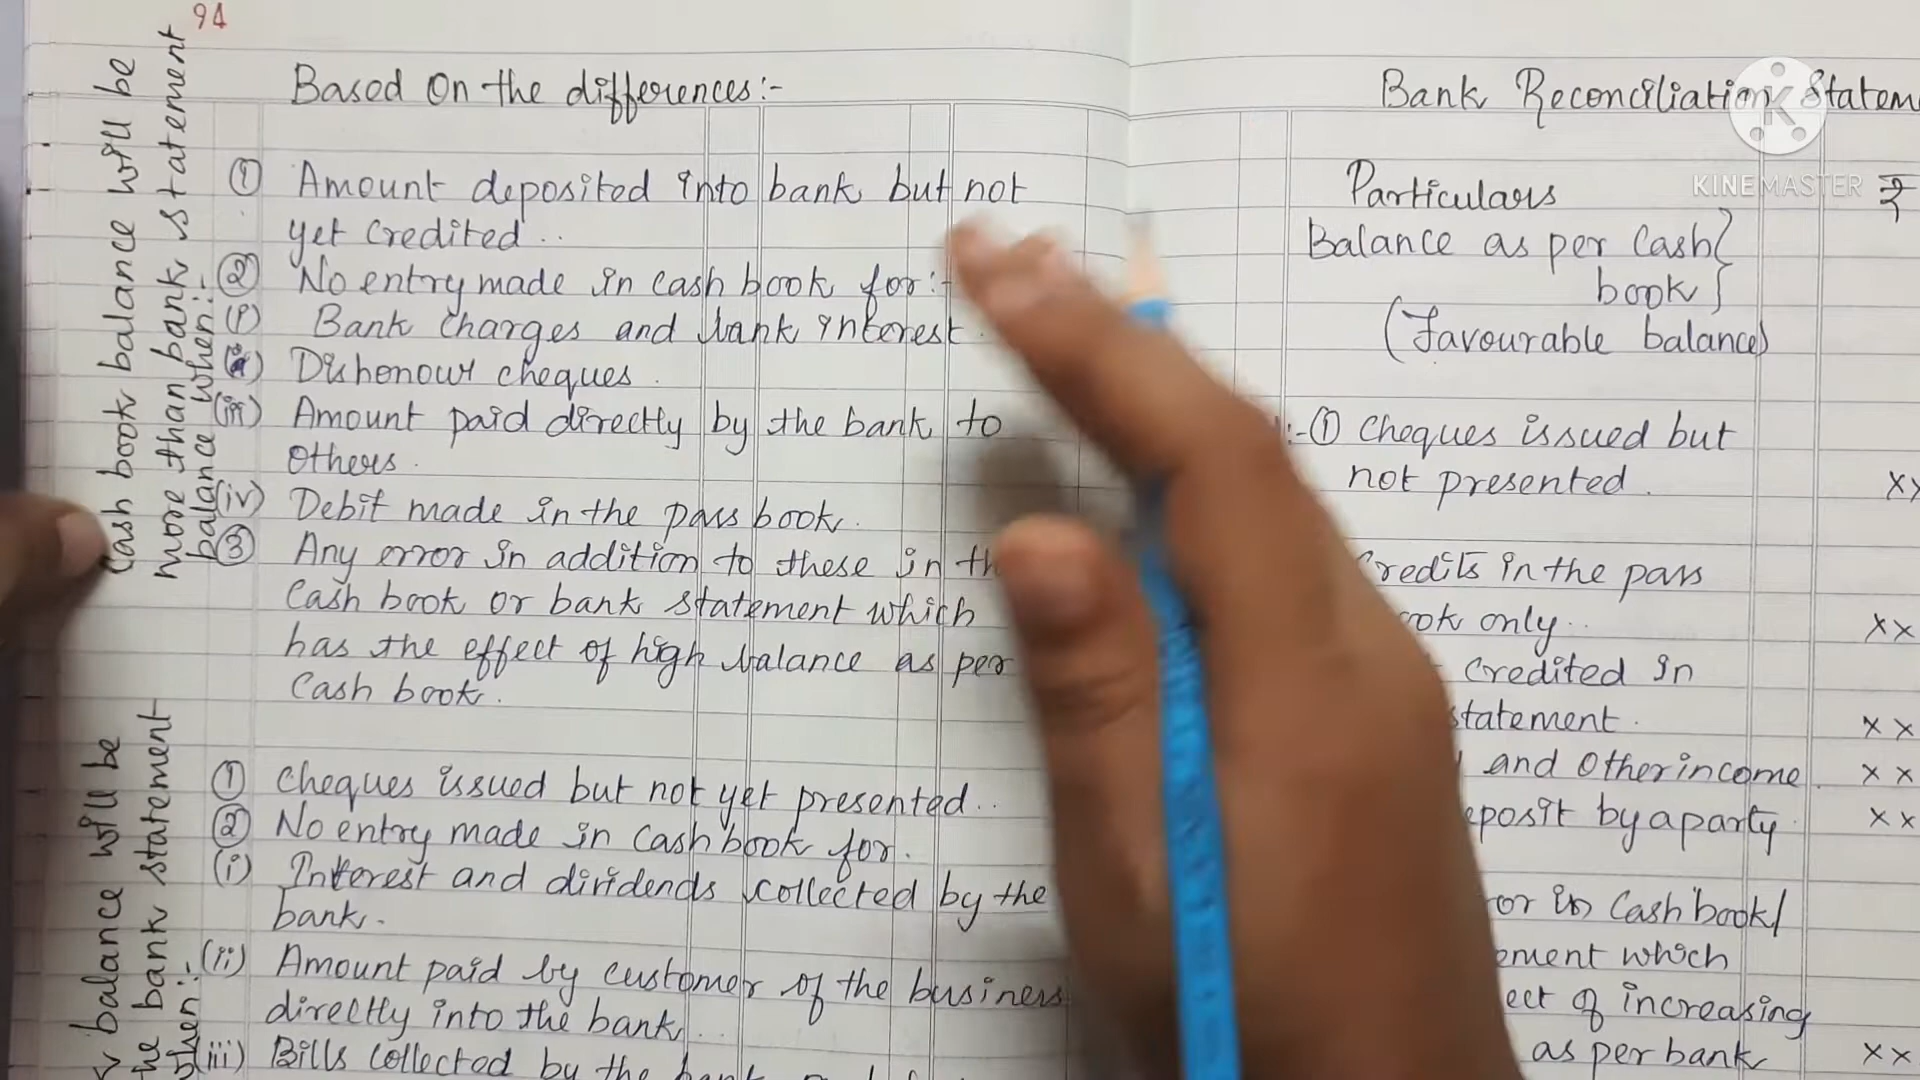 94
Cash book balance will be
more than bank statement
balance when:-
Based On the differences:-
① Amount deposited into bank but not
yet credited..
② No entry made in cash book for:-
(i) Bank charges and bank interest.
Dishonour cheques.
(iii) Amount paid directly by the bank to
others.
(iv) Debit made in the pass book.
③ Any error in addition to these in
Cash book or bank statement which
has the effect of high balance as per
Cash book.
balance will be
bank statement
when:-
① Cheques issued but not yet presented..
② No entry made in Cash book for.
(i) Interest and dividends collected by the
bank.
(ii) Amount paid by customer of the business
directly into the bank..
(iii) Bills collected by the bank
Bank Reconciliation
Particulars ₹
Balance as per Cash
book
(Favourable balance)
:-① Cheques issued but
not presented.
Credits in the pass
only..
credited in
statement. xx
and Other income. xx
by a party. xx
in Cash book/
which
of increasing
as per bank xx
KINEMASTER